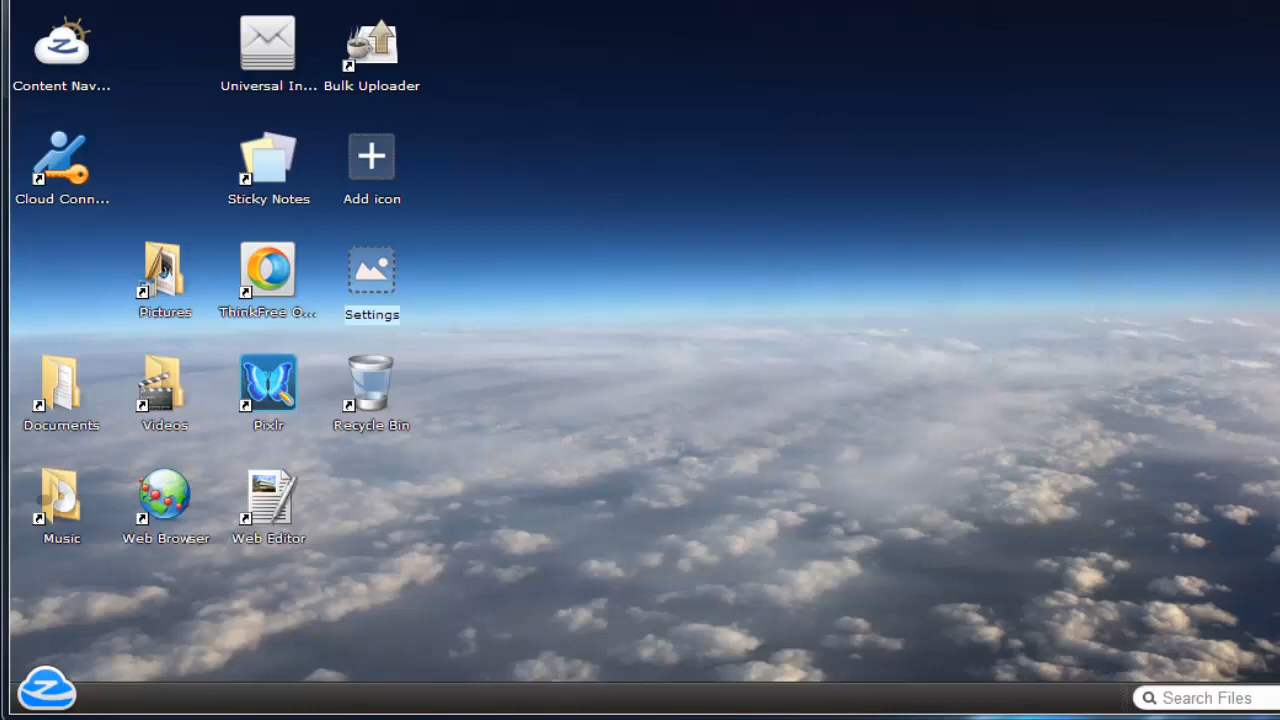 Content Nav...
Universal In...
Bulk Uploader
Cloud Conn...
Sticky Notes
Add icon
Pictures
ThinkFree O...
Settings
Documents
Videos
Pixlr
Recycle Bin
Music
Web Browser
Web Editor
Search Files